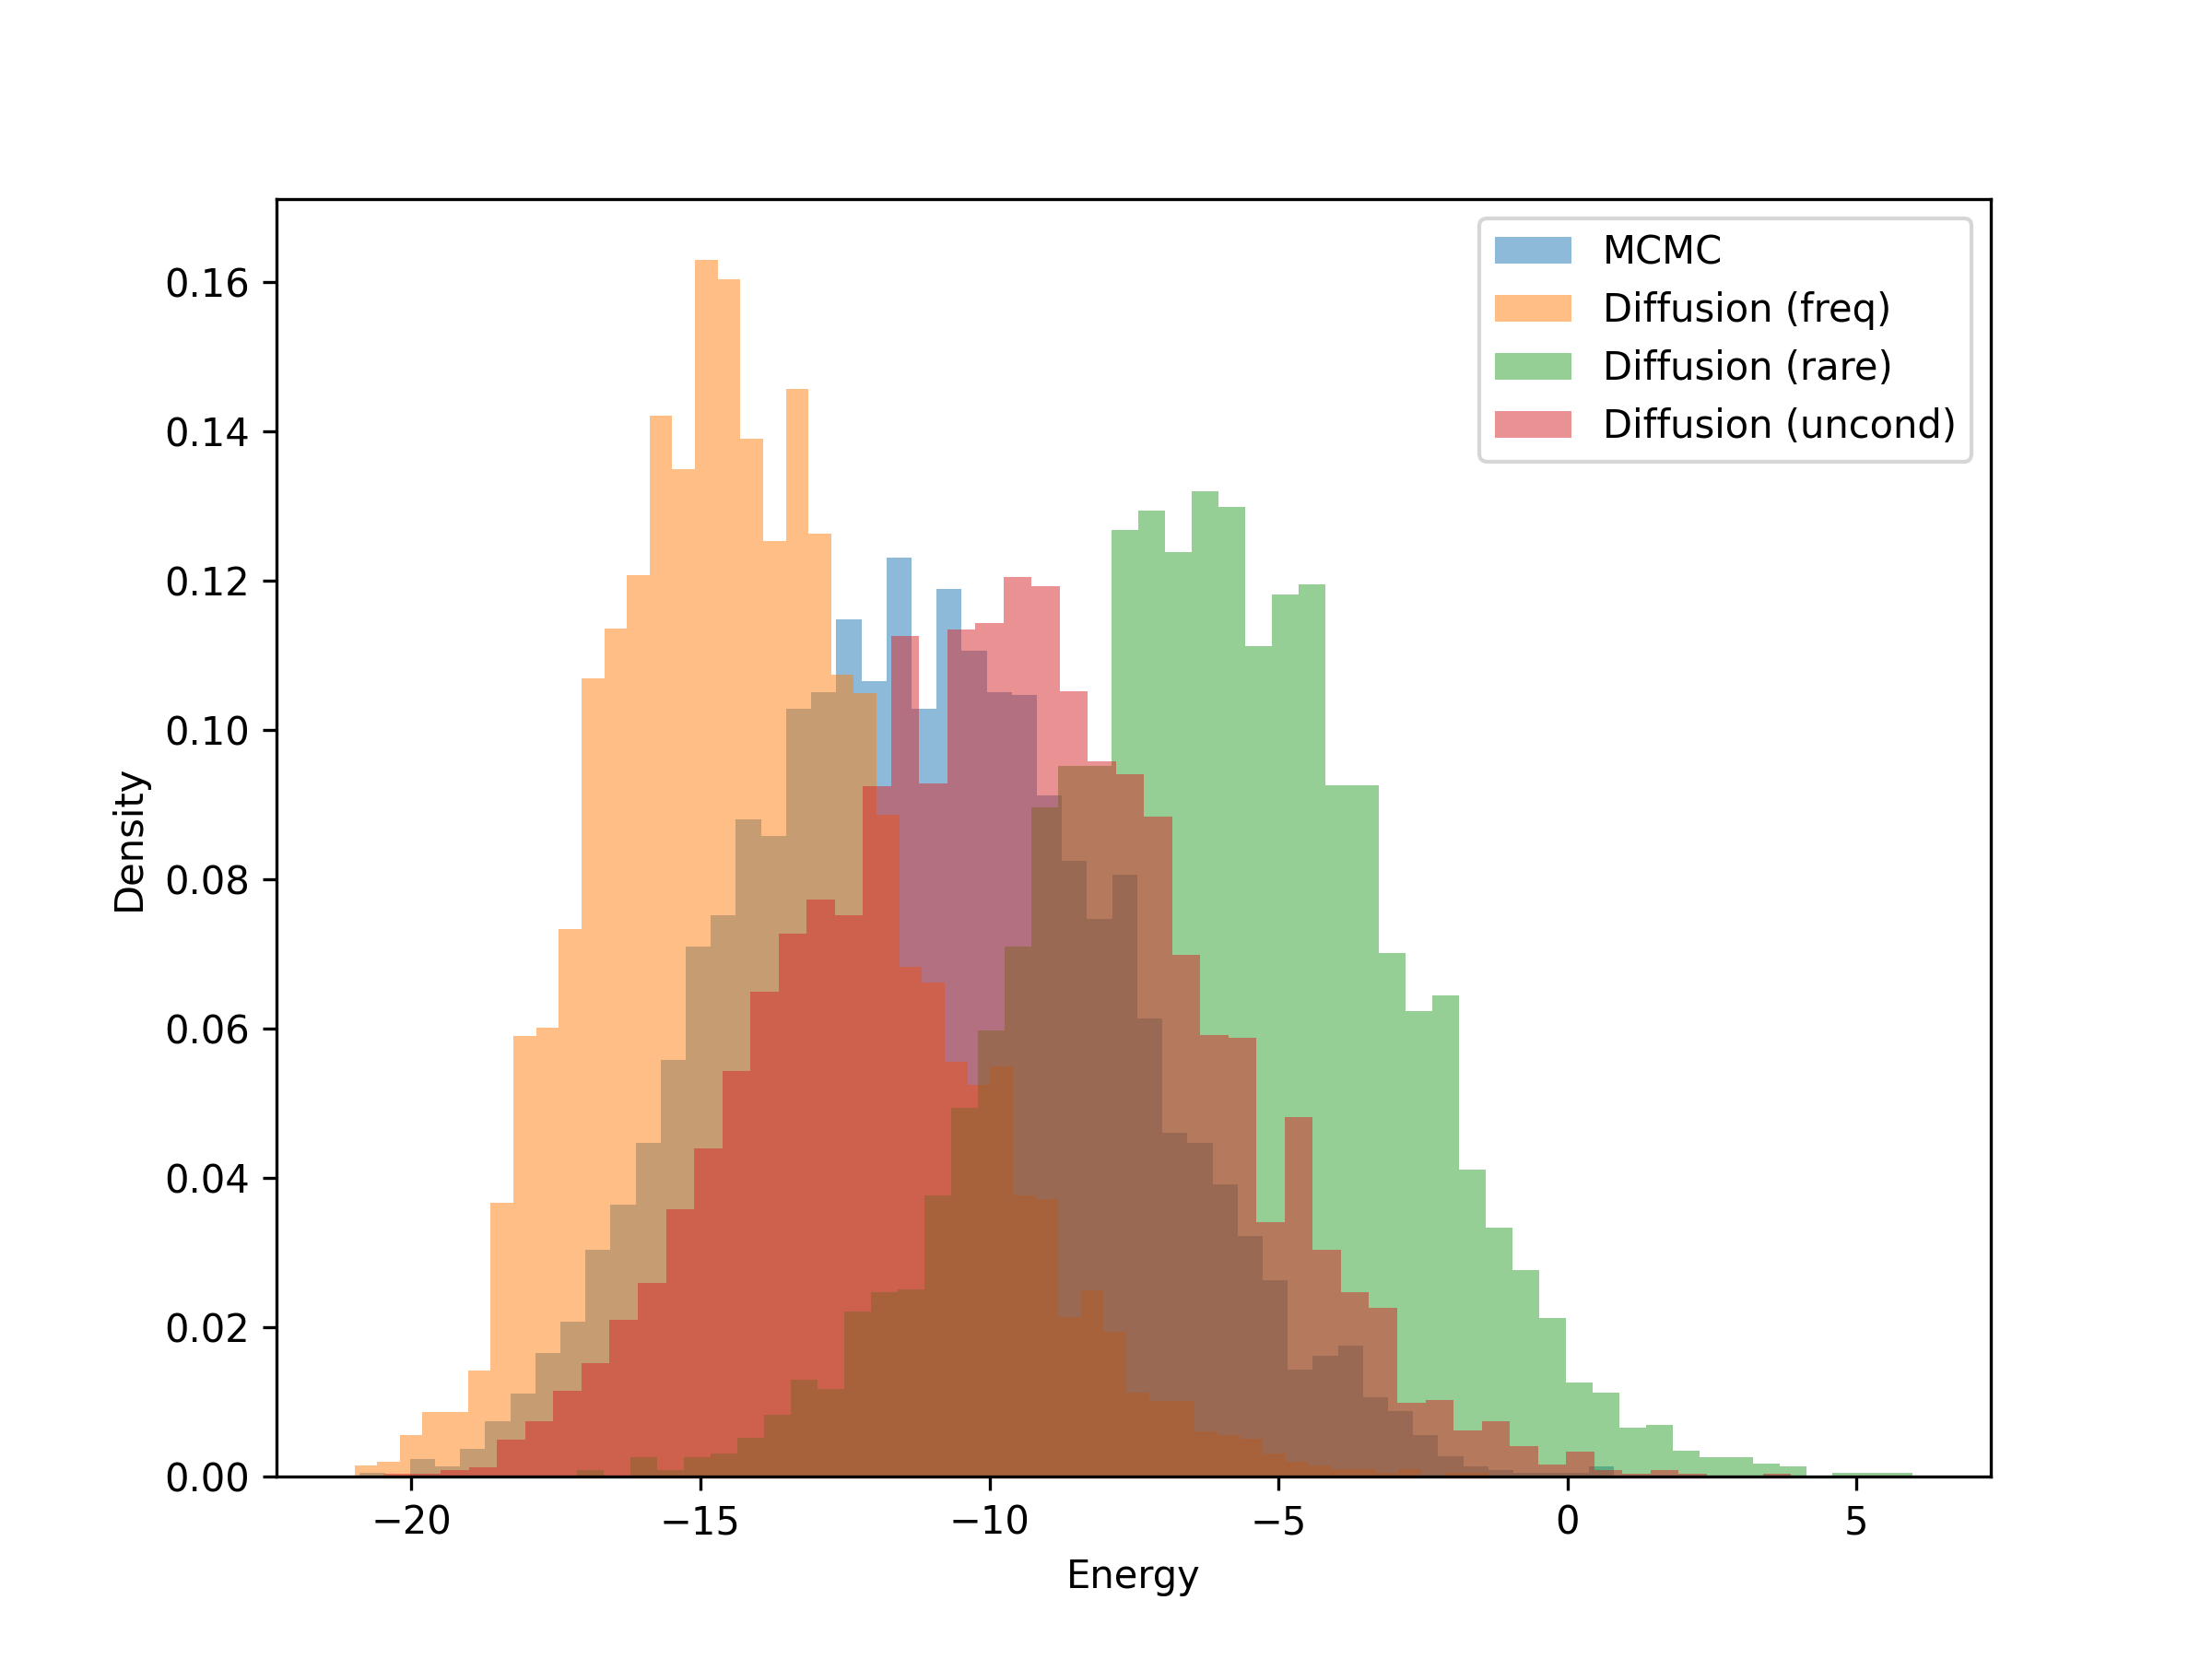 MCMC
Diffusion (freq)
Diffusion (rare)
Diffusion (uncond)
0.16
0.14
0.12
0.10
0.08
0.06
0.04
0.02
0.00
Density
−20 −15 −10 −5 0 5
Energy